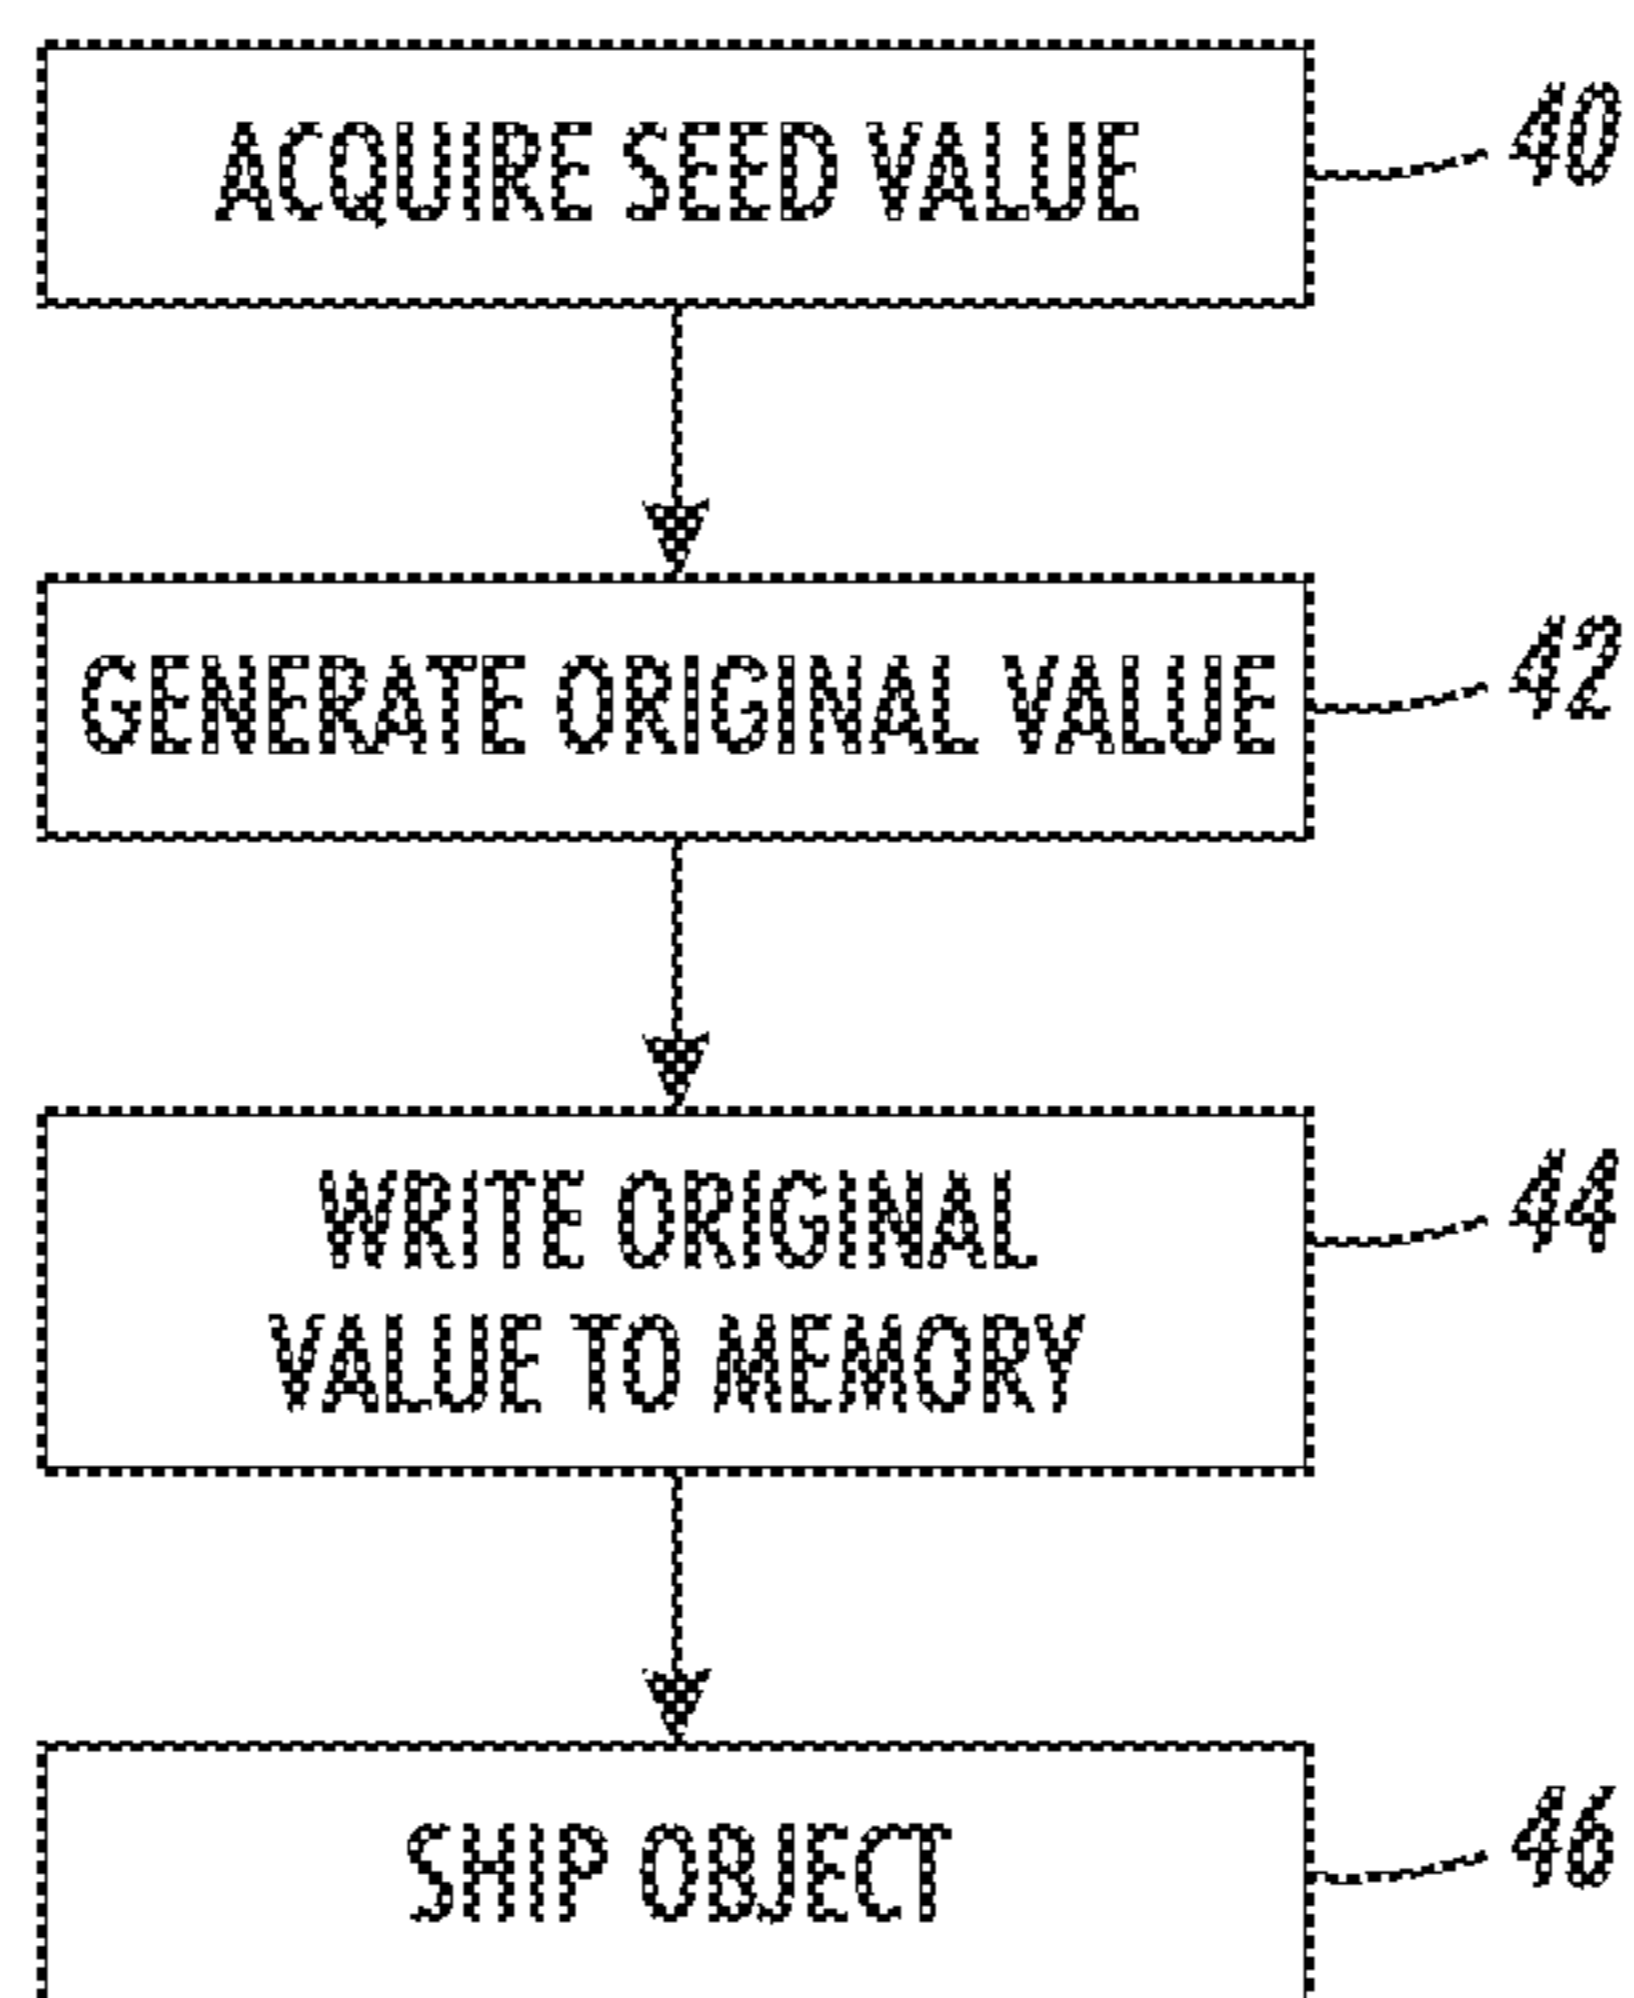 ACQUIRE SEED VALUE
40
GENERATE ORIGINAL VALUE
42
WRITE ORIGINAL
VALUE TO MEMORY
44
SHIP OBJECT
46